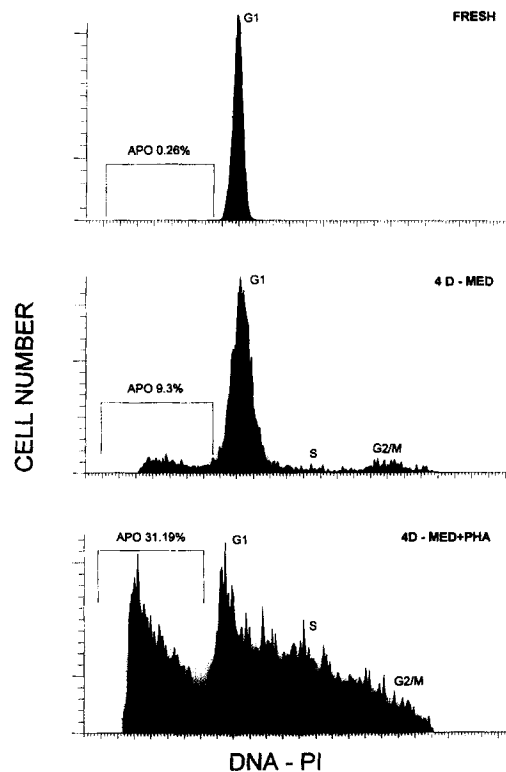 G1
FRESH
APO 0.26%
G1
4 D - MED
APO 9.3%
S
G2/M
CELL NUMBER
APO 31.19%
G1
4D - MED+PHA
S
G2/M
DNA - PI